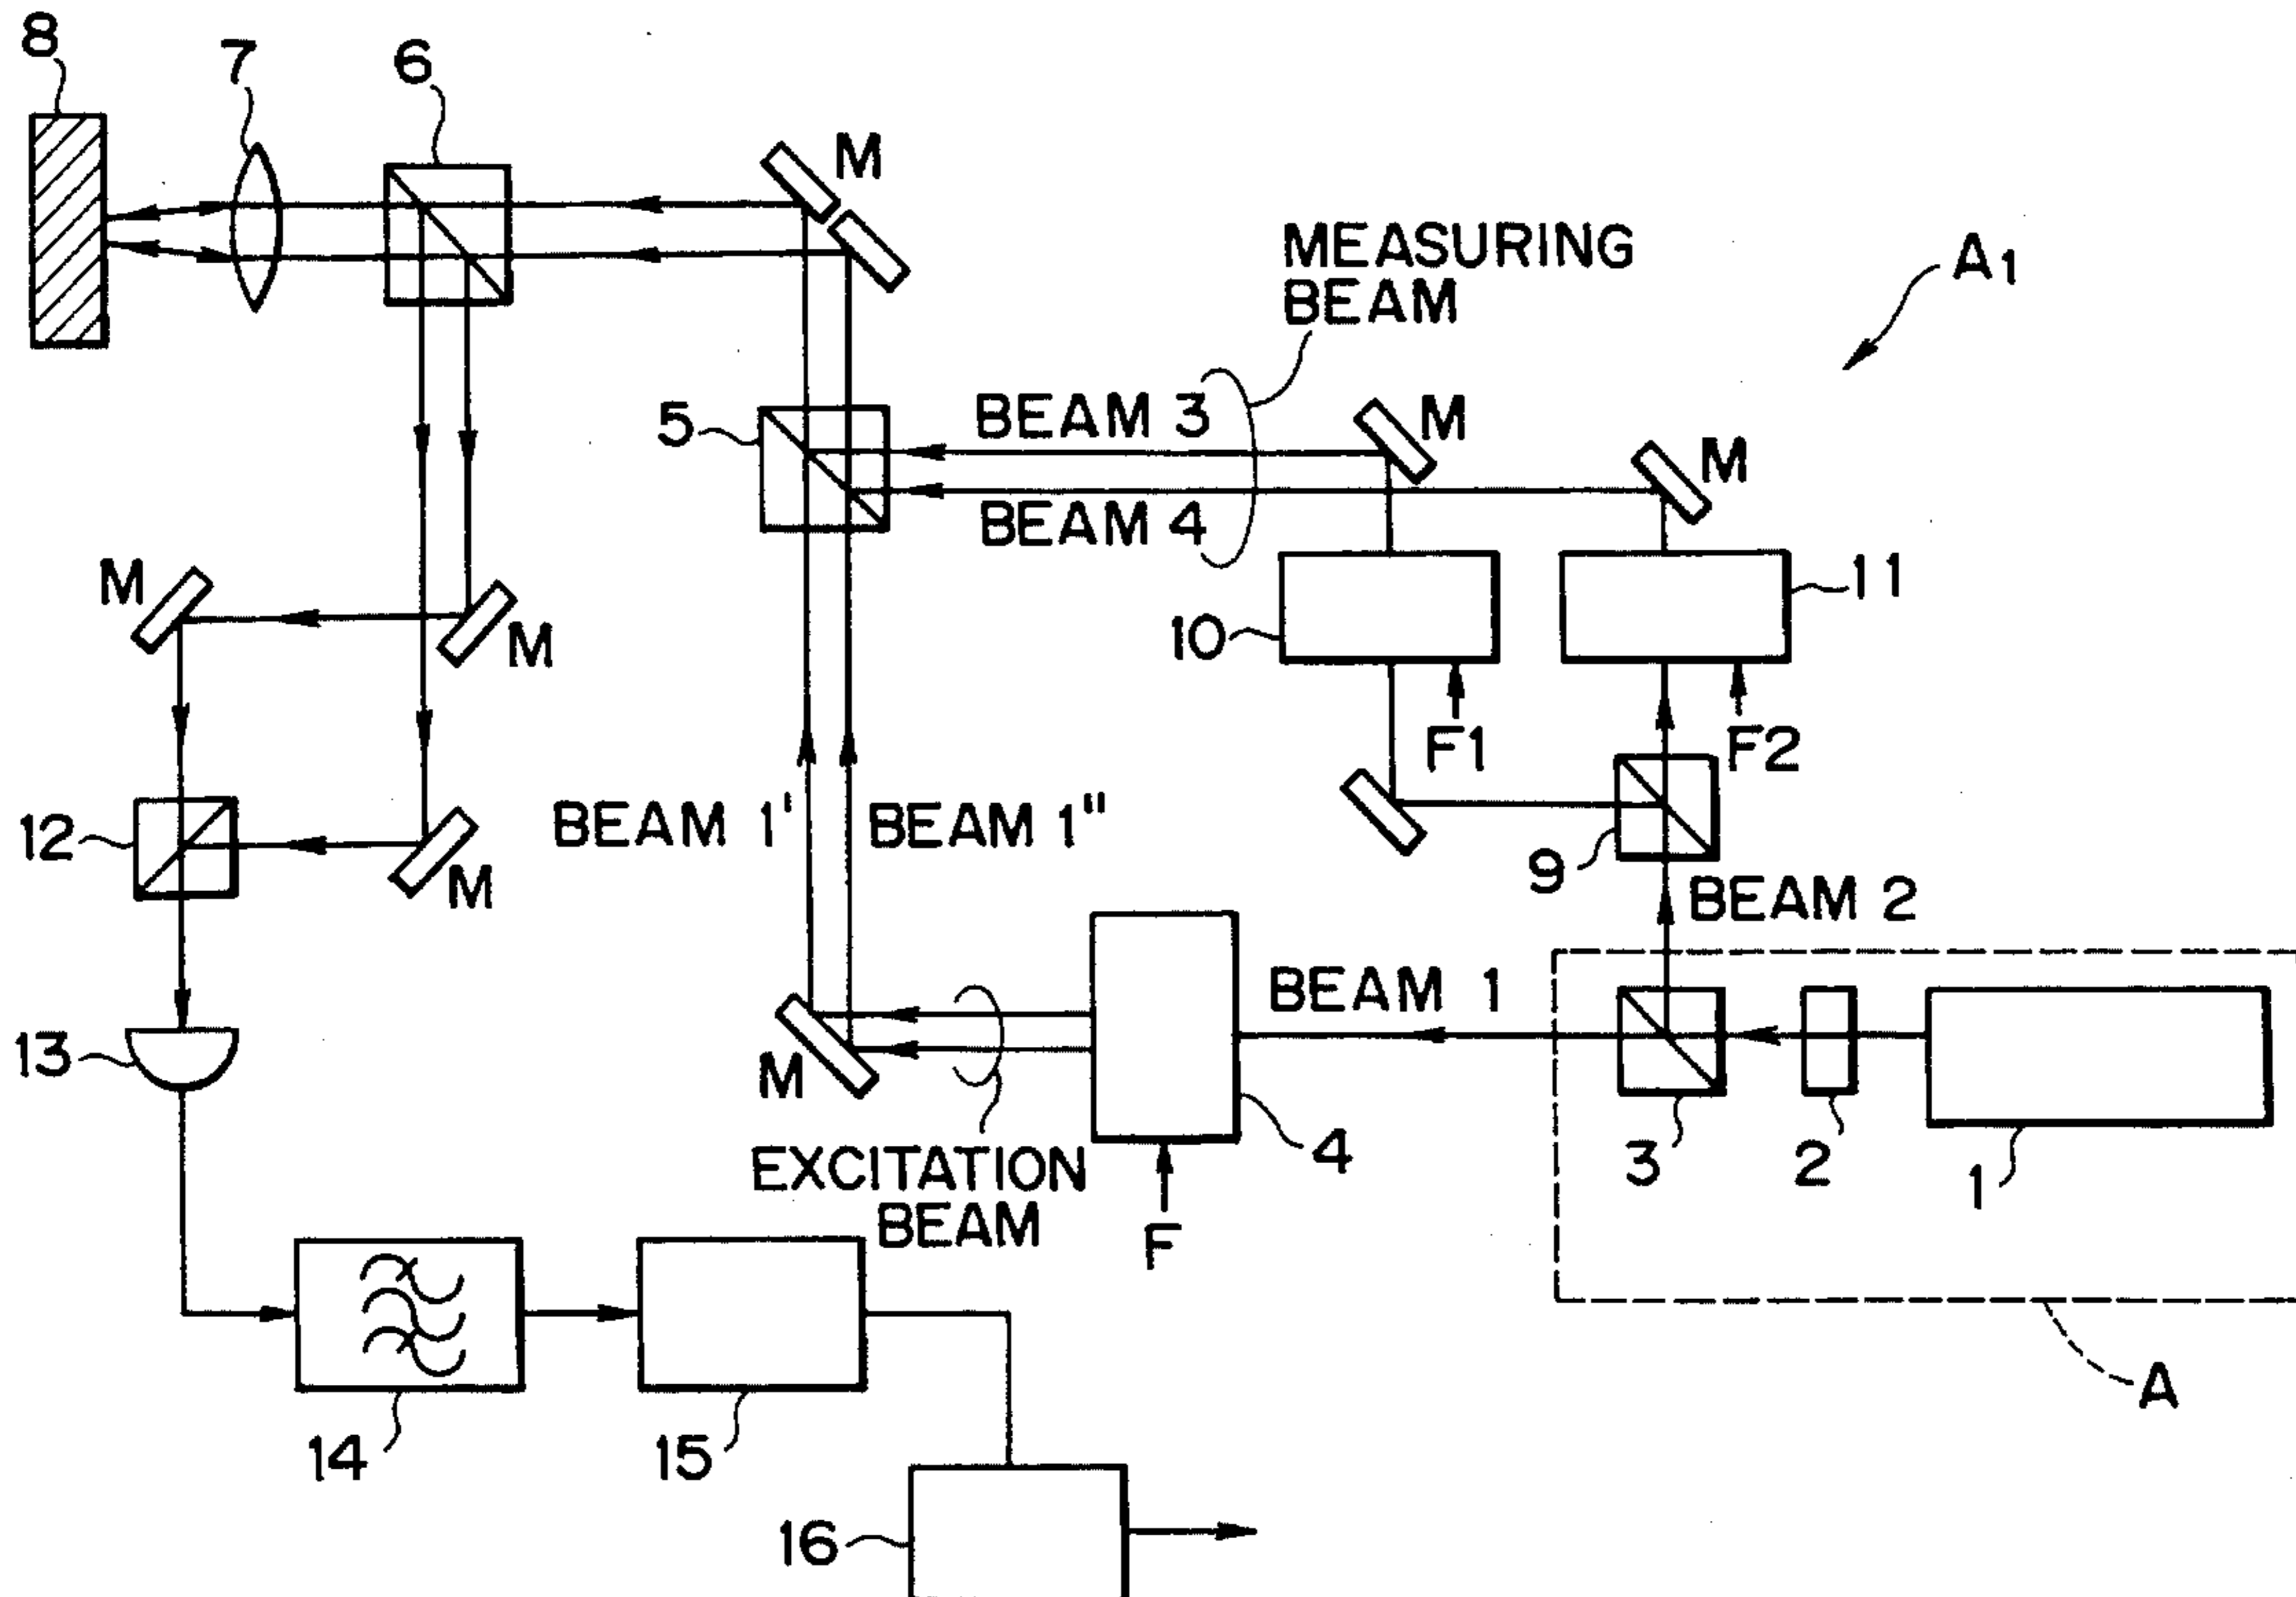 8
7
6
M
MEASURING
BEAM
A1
5
BEAM 3
M
M
BEAM 4
11
M
M
10
F1
F2
12
BEAM 1'
BEAM 1"
M
9
BEAM 2
BEAM 1
13
M
EXCITATION
BEAM
4
F
3
2
1
A
14
15
16